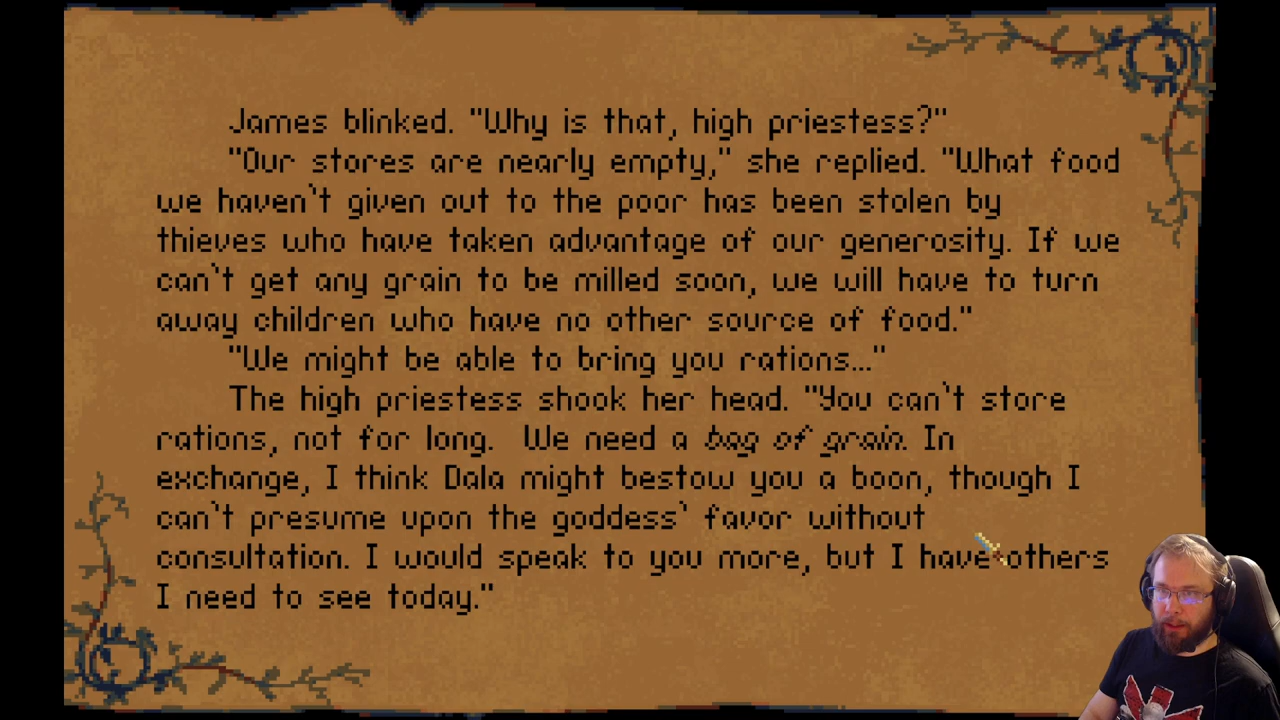 James blinked. "Why is that, high priestess?"
"Our stores are nearly empty," she replied. "What food
we haven't given out to the poor has been stolen by
thieves who have taken advantage of our generosity. If we
can't get any grain to be milled soon, we will have to turn
away children who have no other source of food."
"We might be able to bring you rations..."
The high priestess shook her head. "You can't store
rations, not for long.  We need a bag of grain. In
exchange, I think Dala might bestow you a boon, though I
can't presume upon the goddess' favor without
consultation. I would speak to you more, but I have others
I need to see today."